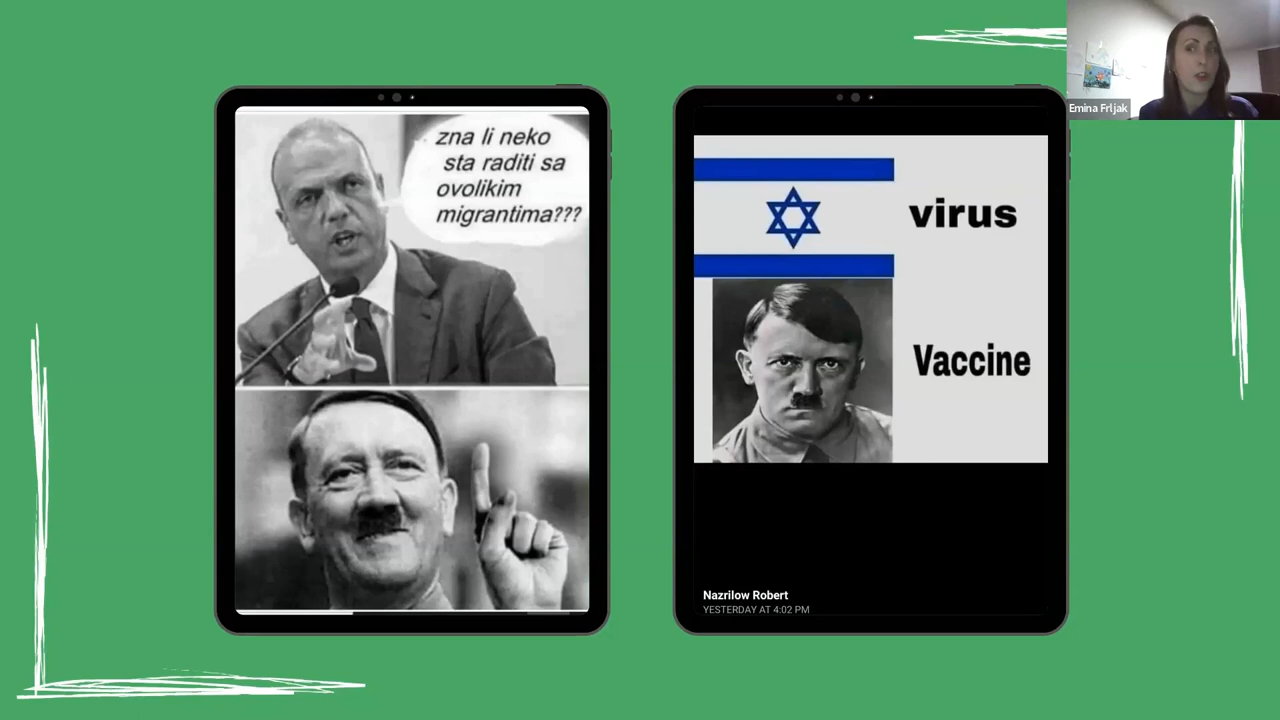 zna li neko
sta raditi sa
ovolikim
migrantima???
virus
Vaccine
Nazrilow Robert
YESTERDAY AT 4:02 PM
Emina Frljak